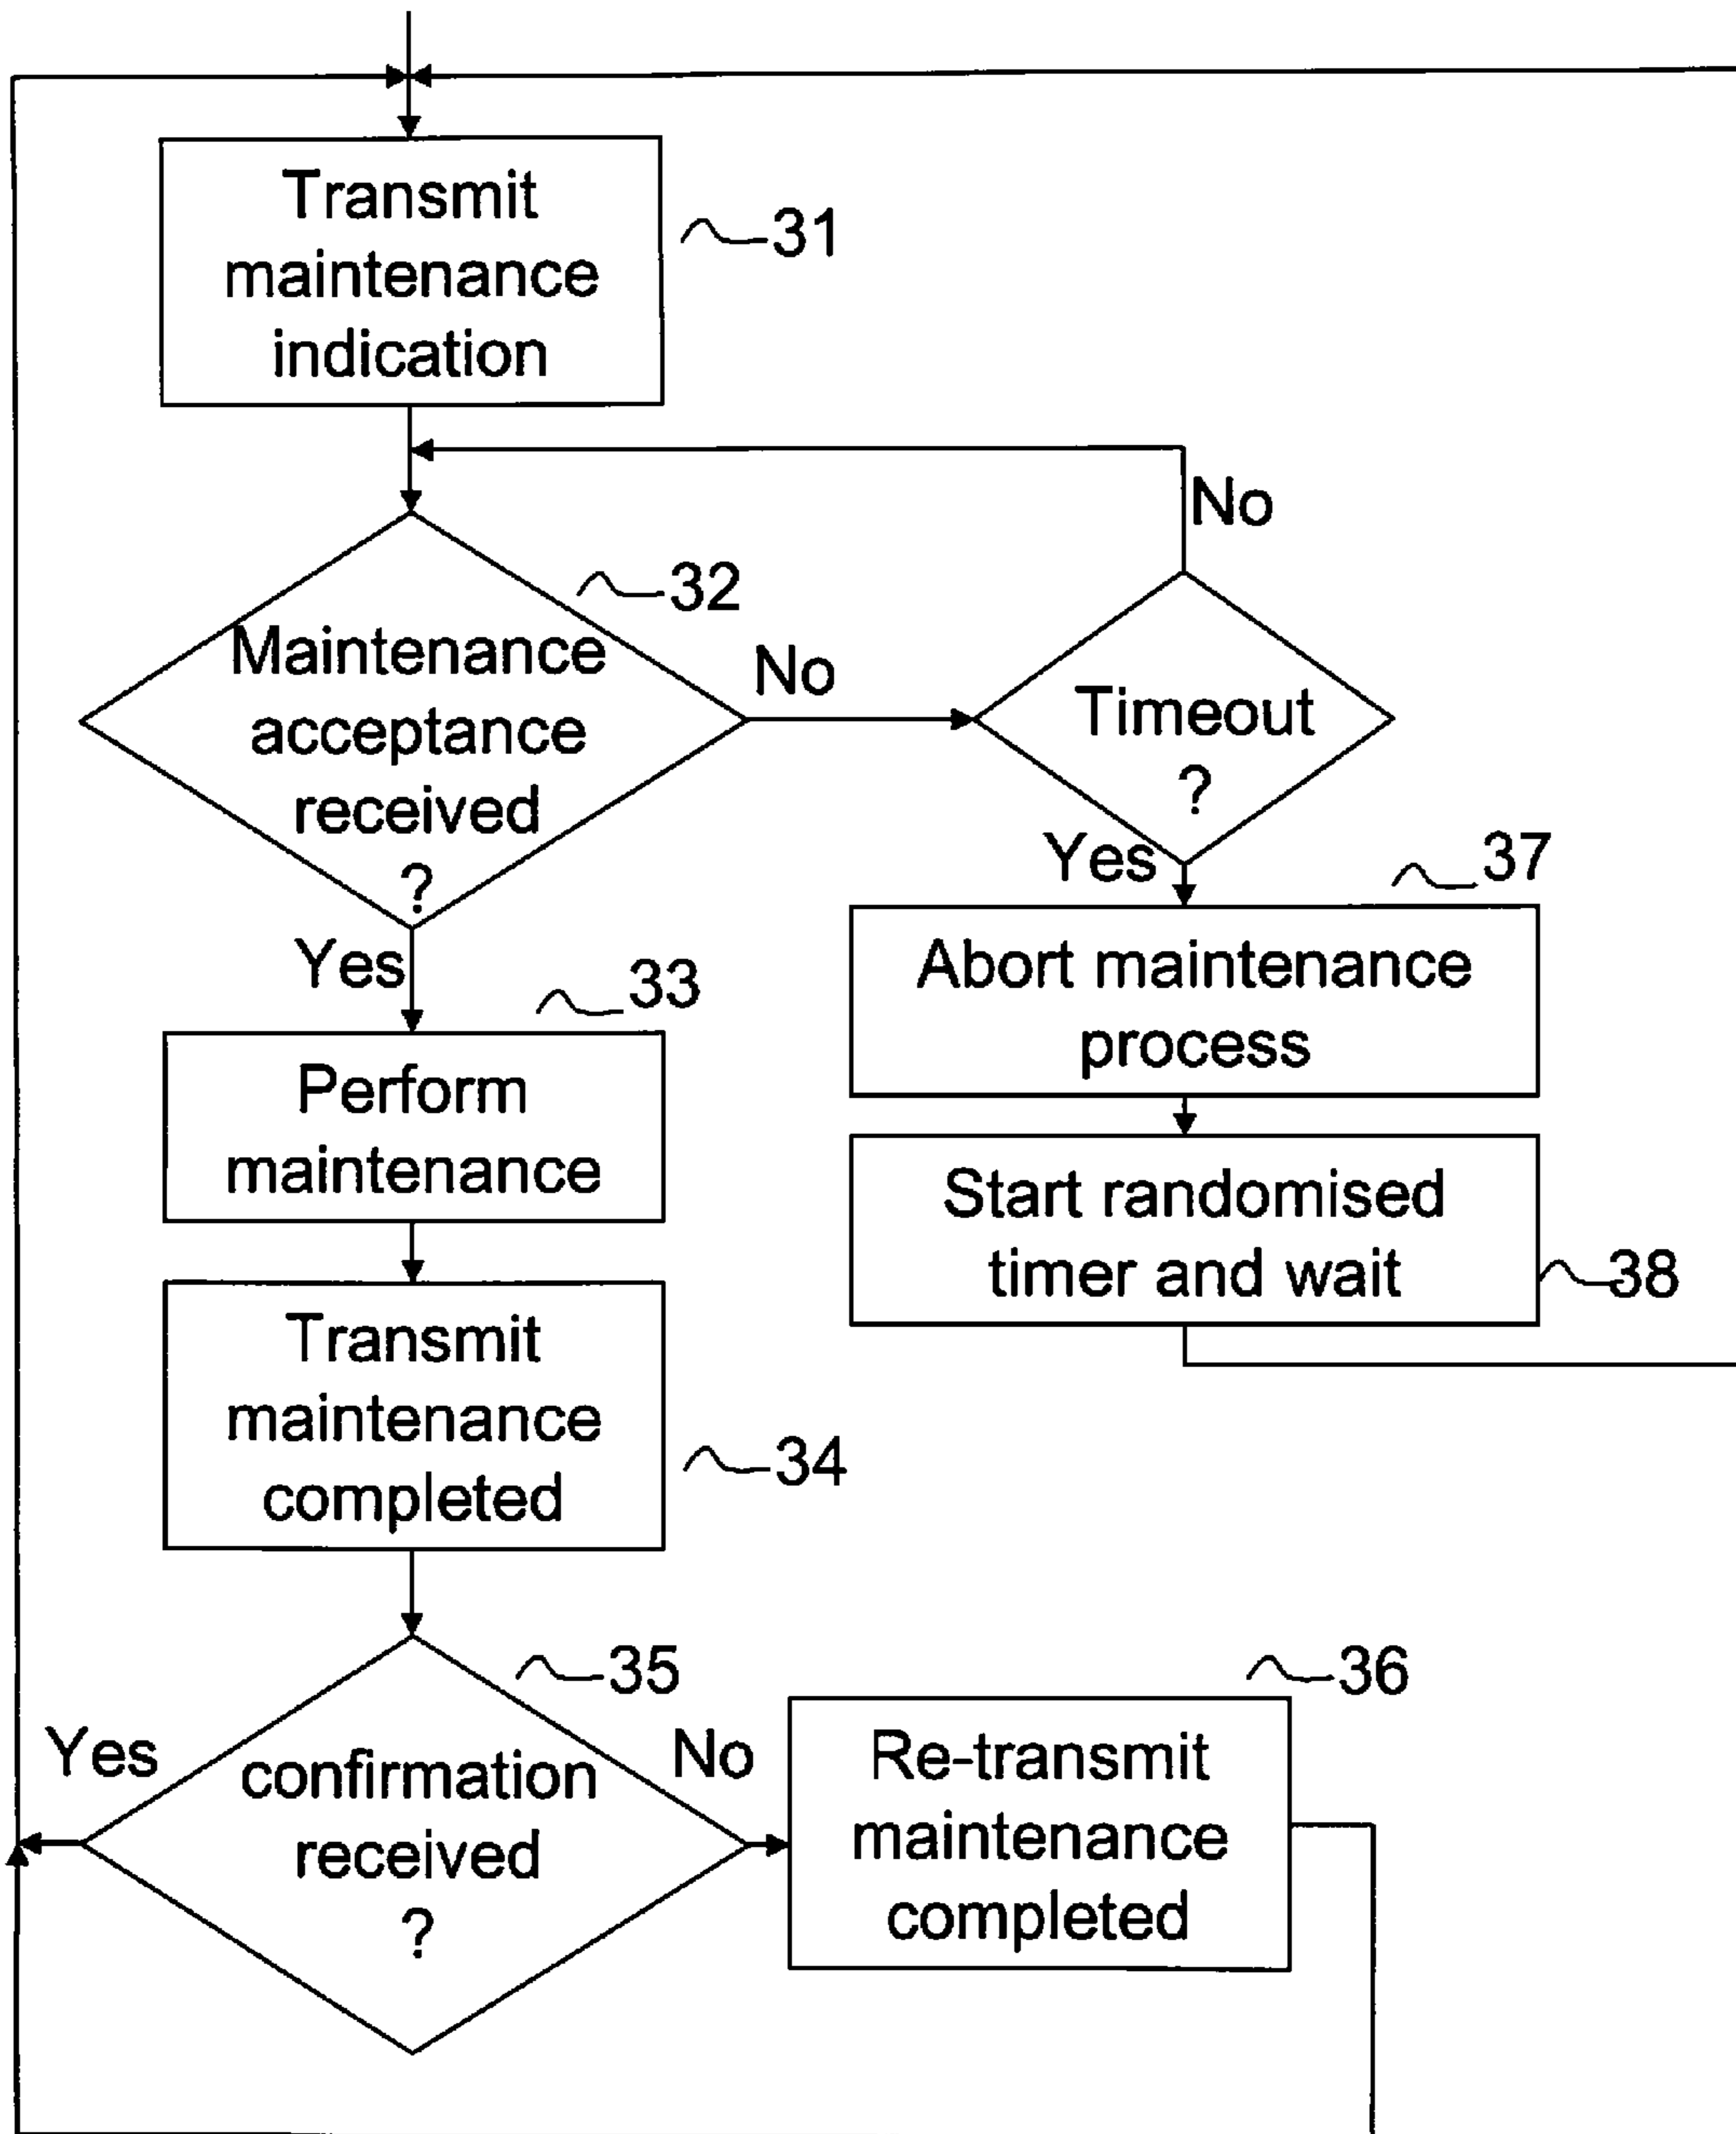 Transmit
maintenance
indication
31
No
32
Maintenance
acceptance
received
?
No
Timeout
?
Yes
37
Abort maintenance
process
Yes
33
Perform
maintenance
Start randomised
timer and wait
38
Transmit
maintenance
completed
34
35
36
Yes
confirmation
received
?
No
Re-transmit
maintenance
completed